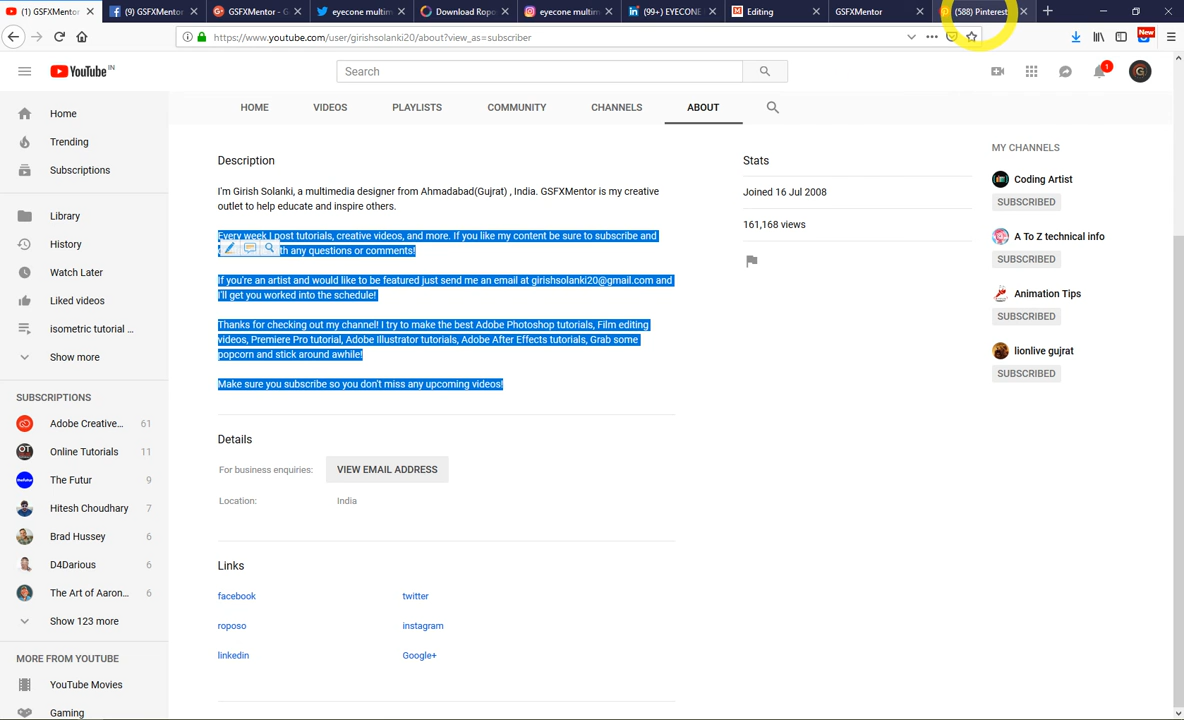 (1) GSFXMentor
(9) GSFXMentor
GSFXMentor - G
eyecone multim
Download Ropo
eyecone multim
(99+) EYECONE
Editing
GSFXMentor
(588) Pinterest
https://www.youtube.com/user/girishsolanki20/about?view_as=subscriber
New
YouTube IN
Search
1
G
HOME VIDEOS PLAYLISTS COMMUNITY CHANNELS ABOUT
Home
Trending
Subscriptions
Library
History
Watch Later
Liked videos
isometric tutorial ...
Show more
SUBSCRIPTIONS
Adobe Creative... 61
Online Tutorials 11
The Futur 9
Hitesh Choudhary 7
Brad Hussey 6
D4Darious 6
The Art of Aaron... 6
Show 123 more
MORE FROM YOUTUBE
YouTube Movies
Gaming
Description
I'm Girish Solanki, a multimedia designer from Ahmadabad(Gujrat) , India. GSFXMentor is my creative
outlet to help educate and inspire others.
Every week I post tutorials, creative videos, and more. If you like my content be sure to subscribe and
th any questions or comments!
If you're an artist and would like to be featured just send me an email at girishsolanki20@gmail.com and
I'll get you worked into the schedule!
Thanks for checking out my channel! I try to make the best Adobe Photoshop tutorials, Film editing
videos, Premiere Pro tutorial, Adobe Illustrator tutorials, Adobe After Effects tutorials, Grab some
popcorn and stick around awhile!
Make sure you subscribe so you don't miss any upcoming videos!
Details
For business enquiries: VIEW EMAIL ADDRESS
Location: India
Links
facebook twitter
roposo instagram
linkedin Google+
Stats
Joined 16 Jul 2008
161,168 views
MY CHANNELS
Coding Artist
SUBSCRIBED
A To Z technical info
SUBSCRIBED
Animation Tips
SUBSCRIBED
lionlive gujrat
SUBSCRIBED